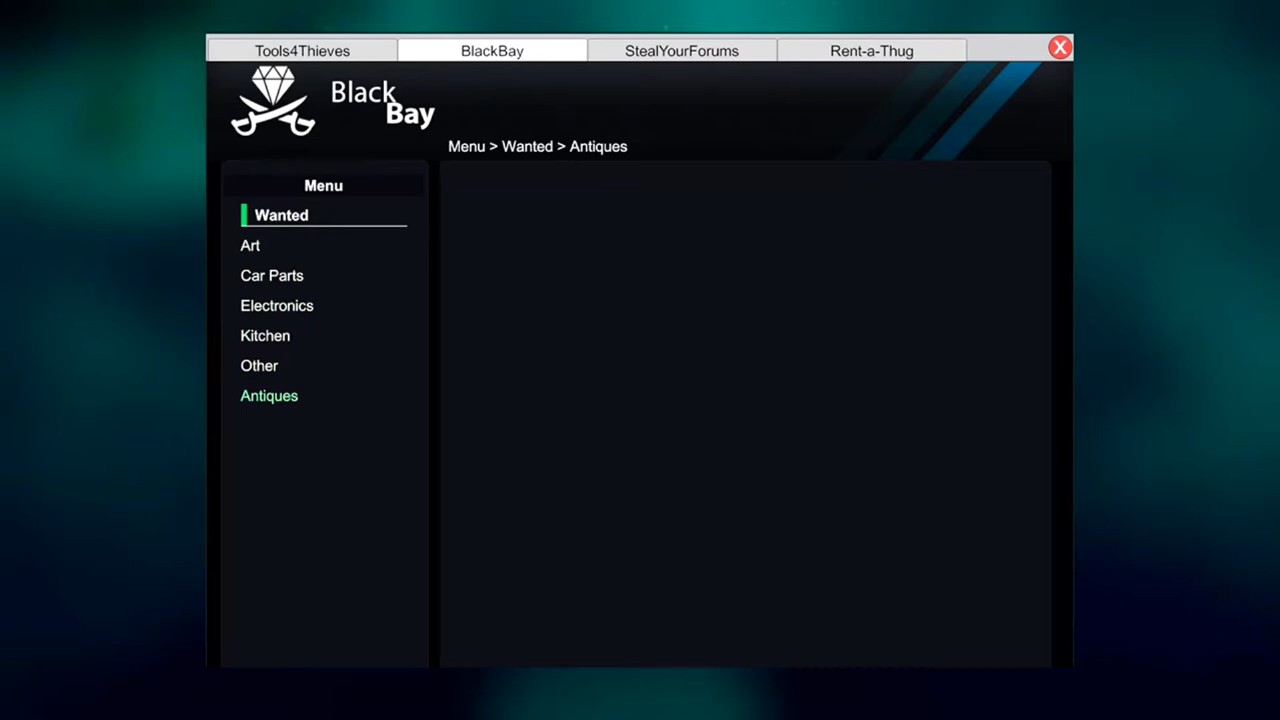 Tools4Thieves
BlackBay
StealYourForums
Rent-a-Thug
X
Black
Bay
Menu > Wanted > Antiques
Menu
Wanted
Art
Car Parts
Electronics
Kitchen
Other
Antiques